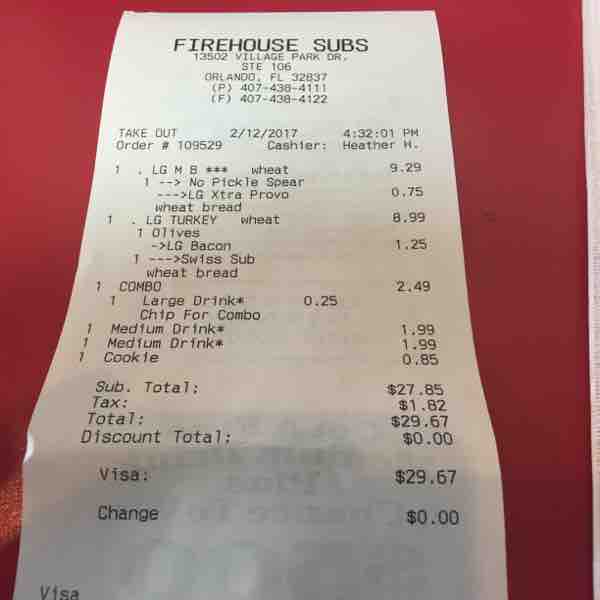 FIREHOUSE SUBS
13502 VILLAGE PARK DR.
STE 106
ORLANDO, FL 32837
(P) 407-438-4111
(F) 407-438-4122
TAKE OUT 2/12/2017 4:32:01 PM
Order # 109529 Cashier: Heather H.
1 . LG M B *** wheat 9.29
1 --> No Pickle Spear
--->LG Xtra Provo 0.75
wheat bread
1 . LG TURKEY wheat 8.99
1 Olives
->LG Bacon 1.25
1 --->Swiss Sub
wheat bread
1 COMBO 2.49
1 Large Drink* 0.25
Chip For Combo
1 Medium Drink* 1.99
1 Medium Drink* 1.99
1 Cookie 0.85
Sub. Total: $27.85
Tax: $1.82
Total: $29.67
Discount Total: $0.00
Visa: $29.67
Change $0.00
Visa